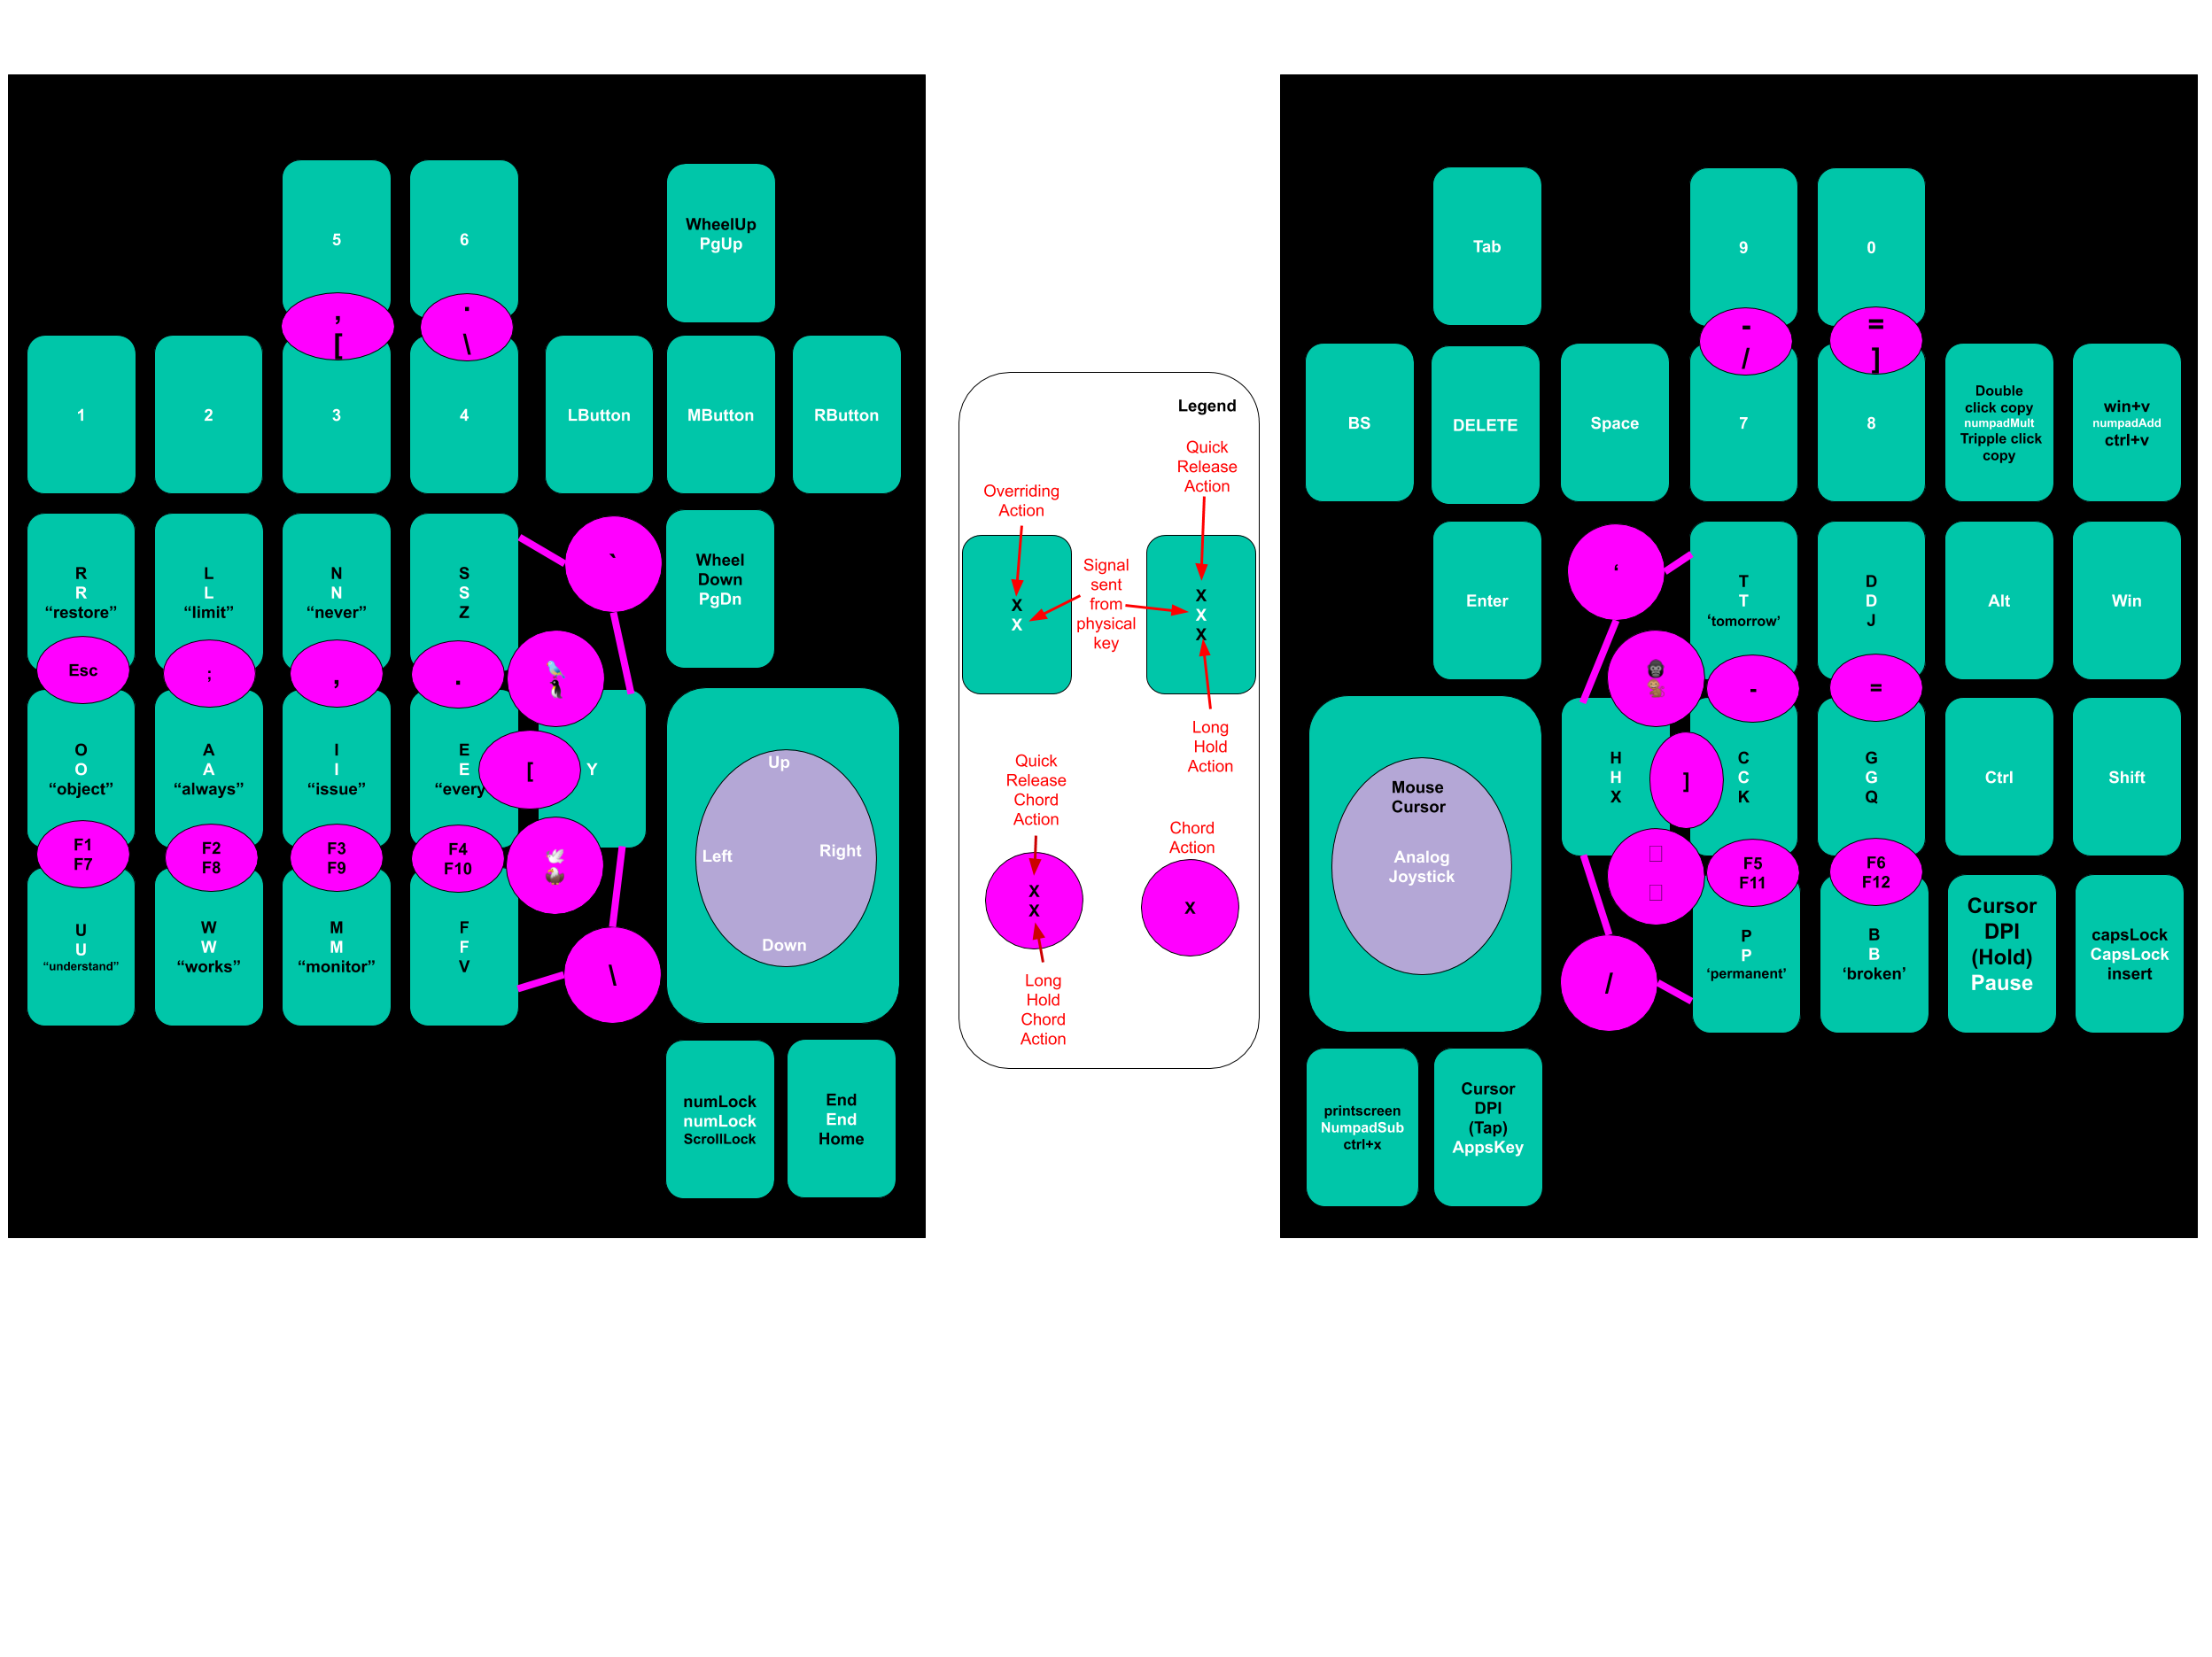 5
6
WheelUp
PgUp
,
[
.
\
1
2
3
4
LButton
MButton
RButton
R
R
“restore”
L
L
“limit”
N
N
“never”
S
S
Z
`
Wheel
Down
PgDn
Esc
;
,
.
O
O
“object”
A
A
“always”
I
I
“issue”
E
E
“every
[
Y
F1
F7
F2
F8
F3
F9
F4
F10
U
U
“understand”
W
W
“works”
M
M
“monitor”
F
F
V
\
Up
Left
Right
Down
numLock
numLock
ScrollLock
End
End
Home
Legend
Quick
Release
Action
Overriding
Action
Signal
sent
from
physical
key
X
X
X
X
X
Long
Hold
Action
Quick
Release
Chord
Action
Chord
Action
X
X
X
Long
Hold
Chord
Action
Tab
9
0
-
/
=
]
BS
DELETE
Space
7
8
Double
click copy
numpadMult
Tripple click
copy
win+v
numpadAdd
ctrl+v
Enter
‘
T
T
‘tomorrow’
D
D
J
Alt
Win
-
=
Mouse
Cursor
Analog
Joystick
H
H
X
]
C
C
K
G
G
Q
Ctrl
Shift
F5
F11
F6
F12
/
P
P
‘permanent’
B
B
‘broken’
Cursor
DPI
(Hold)
Pause
capsLock
CapsLock
insert
printscreen
NumpadSub
ctrl+x
Cursor
DPI
(Tap)
AppsKey